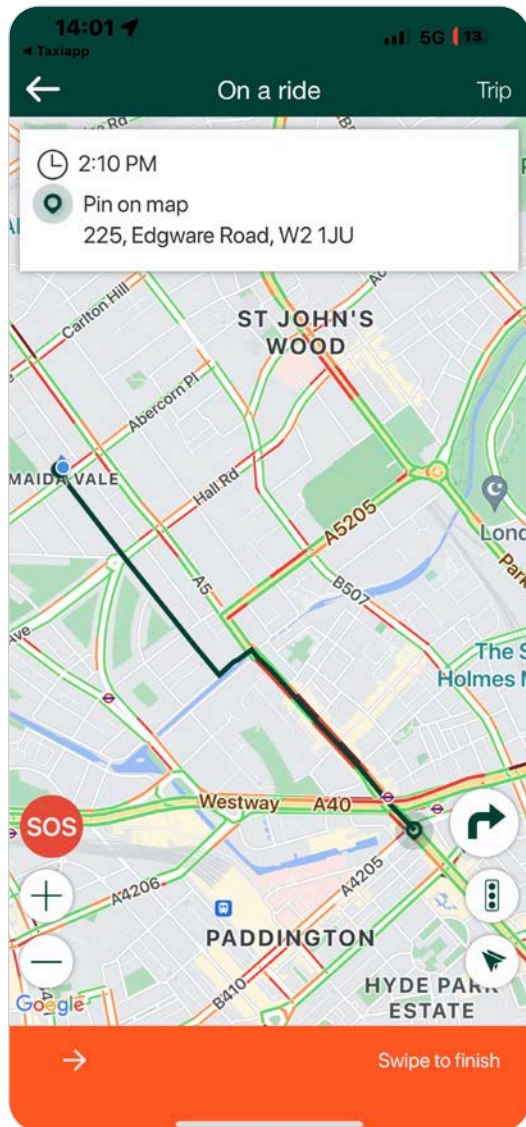 14:01
◀ Taxiapp
5G 13
On a ride
Trip
2:10 PM
Pin on map
225, Edgware Road, W2 1JU
Carlton Hill
ST JOHN'S
WOOD
Abercorn Pl
MAIDA VALE
Hall Rd
A5205
Lond
A5
B507
Park
Ave
The S
Holmes M
Westway A40
SOS
A4206
A4205
PADDINGTON
HYDE PARK
ESTATE
B410
Google
Swipe to finish